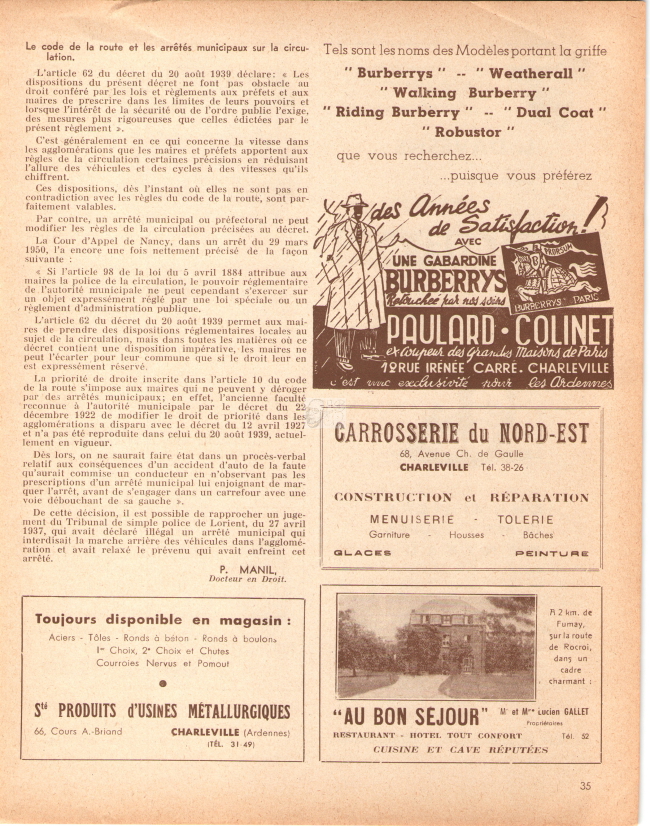 Le code de la route et les arrêtés municipaux sur la circu-
lation.
L'article 62 du décret du 20 août 1939 déclare: « Les
dispositions du présent décret ne font pas obstacle au
droit conféré par les lois et règlements aux préfets et aux
maires de prescrire dans les limites de leurs pouvoirs et
lorsque l'intérêt de la sécurité ou de l'ordre public l'exige,
des mesures plus rigoureuses que celles édictées par le
présent règlement ».
C'est généralement en ce qui concerne la vitesse dans
les agglomérations que les maires et préfets apportent aux
règles de la circulation certaines précisions en réduisant
l'allure des véhicules et des cycles à des vitesses qu'ils
chiffrent.
Ces dispositions, dès l'instant où elles ne sont pas en
contradiction avec les règles du code de la route, sont par-
faitement valables.
Par contre, un arrêté municipal ou préfectoral ne peut
modifier les règles de la circulation précisées au décret.
La Cour d'Appel de Nancy, dans un arrêt du 29 mars
1950, l'a encore une fois nettement précisé de la façon
suivante :
« Si l'article 98 de la loi du 5 avril 1884 attribue aux
maires la police de la circulation, le pouvoir réglementaire
de l'autorité municipale ne peut cependant s'exercer sur
un objet expressément réglé par une loi spéciale ou un
règlement d'administration publique.
L'article 62 du décret du 20 août 1939 permet aux mai-
res de prendre des dispositions réglementaires locales au
sujet de la circulation, mais dans toutes les matières où ce
décret contient une disposition impérative, les maires ne
peut l'écarter pour leur commune que si le droit leur en
est expressément réservé.
La priorité de droite inscrite dans l'article 10 du code
de la route s'impose aux maires qui ne peuvent y déroger
par des arrêtés municipaux; en effet, l'ancienne faculté
reconnue à l'autorité municipale par le décret du 22
décembre 1922 de modifier le droit de priorité dans les
agglomérations a disparu avec le décret du 12 avril 1927
et n'a pas été reproduite dans celui du 20 août 1939, actuel-
lement en vigueur.
Dès lors, on ne saurait faire état dans un procès-verbal
relatif aux conséquences d'un accident d'auto de la faute
qu'aurait commise un conducteur en n'observant pas les
prescriptions d'un arrêté municipal lui enjoignant de mar-
quer l'arrêt, avant de s'engager dans un carrefour avec une
voie débouchant de sa gauche ».
De cette décision, il est possible de rapprocher un juge-
ment du Tribunal de simple police de Lorient, du 27 avril
1937, qui avait déclaré illégal un arrêté municipal qui
interdisait la marche arrière des véhicules dans l'agglomé-
ration et avait relaxé le prévenu qui avait enfreint cet
arrêté.
P. MANIL,
Docteur en Droit.
Toujours disponible en magasin :
Aciers - Tôles - Ronds à béton - Ronds à boulons
1er Choix, 2e Choix et Chutes
Courroies Nervus et Pomout
Sté PRODUITS d'USINES MÉTALLURGIQUES
66, Cours A.-Briand CHARLEVILLE (Ardennes)
(TÉL. 31-49)
Tels sont les noms des Modèles portant la griffe
" Burberrys " -- " Weatherall "
" Walking Burberry "
" Riding Burberry " -- " Dual Coat "
" Robustor "
que vous recherchez...
...puisque vous préférez
des Années
de Satisfaction !
AVEC
UNE GABARDINE
BURBERRYS
Retouchée par nos soins
PRORSUM
BURBERRYS PARIS
PAULARD · COLINET
ex-Coupeur des Grandes Maisons de Paris
19 RUE IRENÉE CARRÉ. CHARLEVILLE
c'est une exclusivité pour les Ardennes
CARROSSERIE du NORD-EST
68, Avenue Ch. de Gaulle
CHARLEVILLE Tél. 38-26
CONSTRUCTION et RÉPARATION
MENUISERIE - TOLERIE
Garniture - Housses - Bâches
GLACES PEINTURE
A 2 km. de
Fumay,
sur la route
de Rocroi,
dans un
cadre
charmant :
"AU BON SÉJOUR" Mr et Mme Lucien GALLET
Propriétaires
RESTAURANT - HOTEL TOUT CONFORT Tél. 52
CUISINE ET CAVE RÉPUTÉES
35